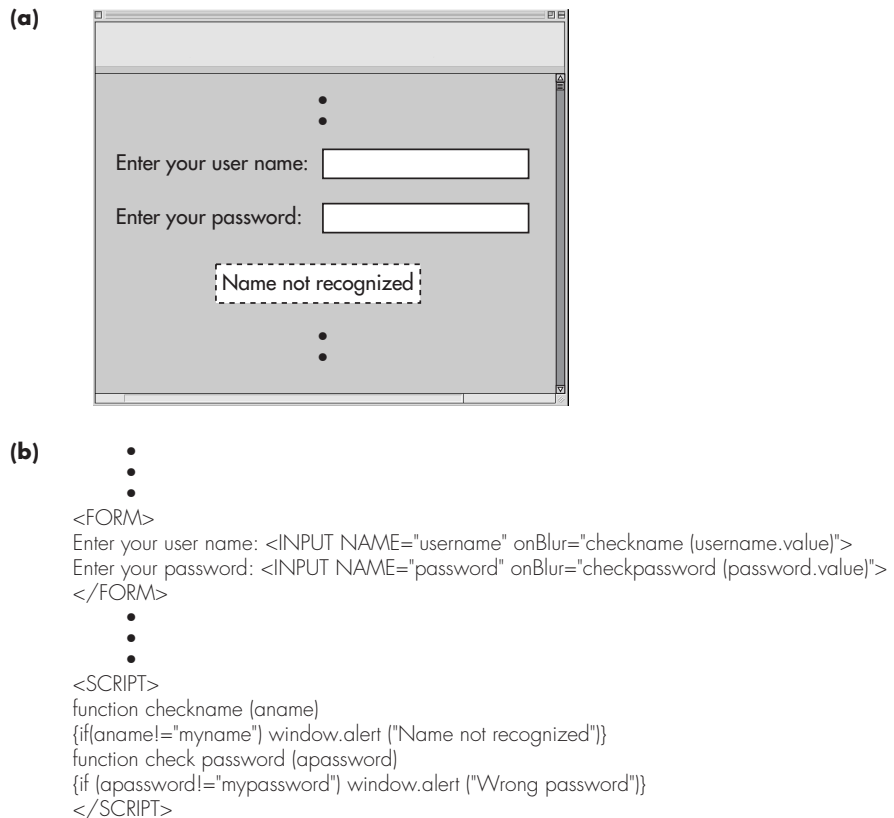 (a)
Enter your user name:
Enter your password:
Name not recognized
(b)
<FORM>
Enter your user name: <INPUT NAME="username" onBlur="checkname (username.value)">
Enter your password: <INPUT NAME="password" onBlur="checkpassword (password.value)">
</FORM>
<SCRIPT>
function checkname (aname)
{if(aname!="myname") window.alert ("Name not recognized")}
function check password (apassword)
{if (apassword!="mypassword") window.alert ("Wrong password")}
</SCRIPT>